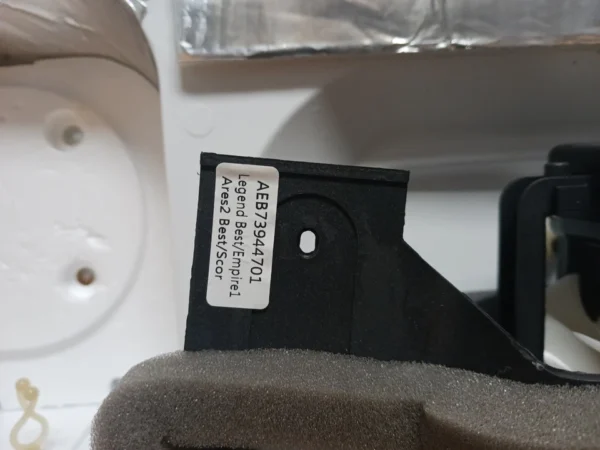 AEB73944701
Legend Best/Empire1
Ares2 Best/Scor